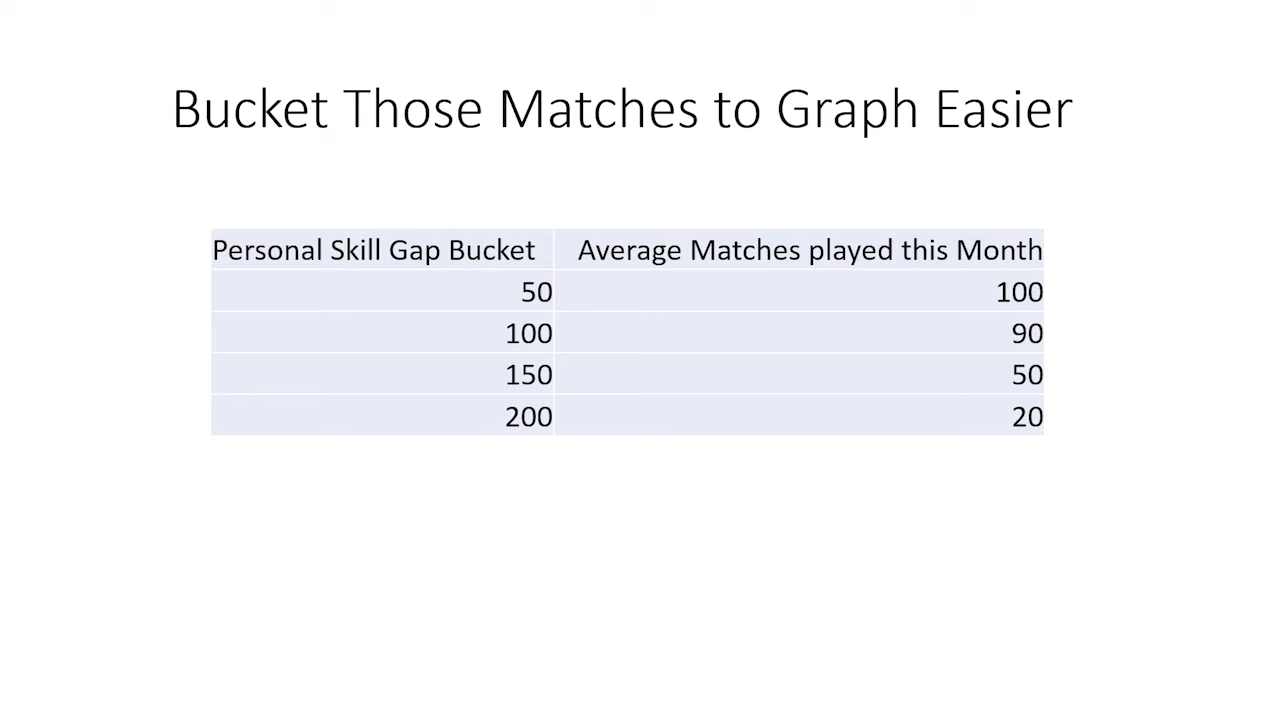 Bucket Those Matches to Graph Easier
Personal Skill Gap Bucket Average Matches played this Month
50 100
100 90
150 50
200 20